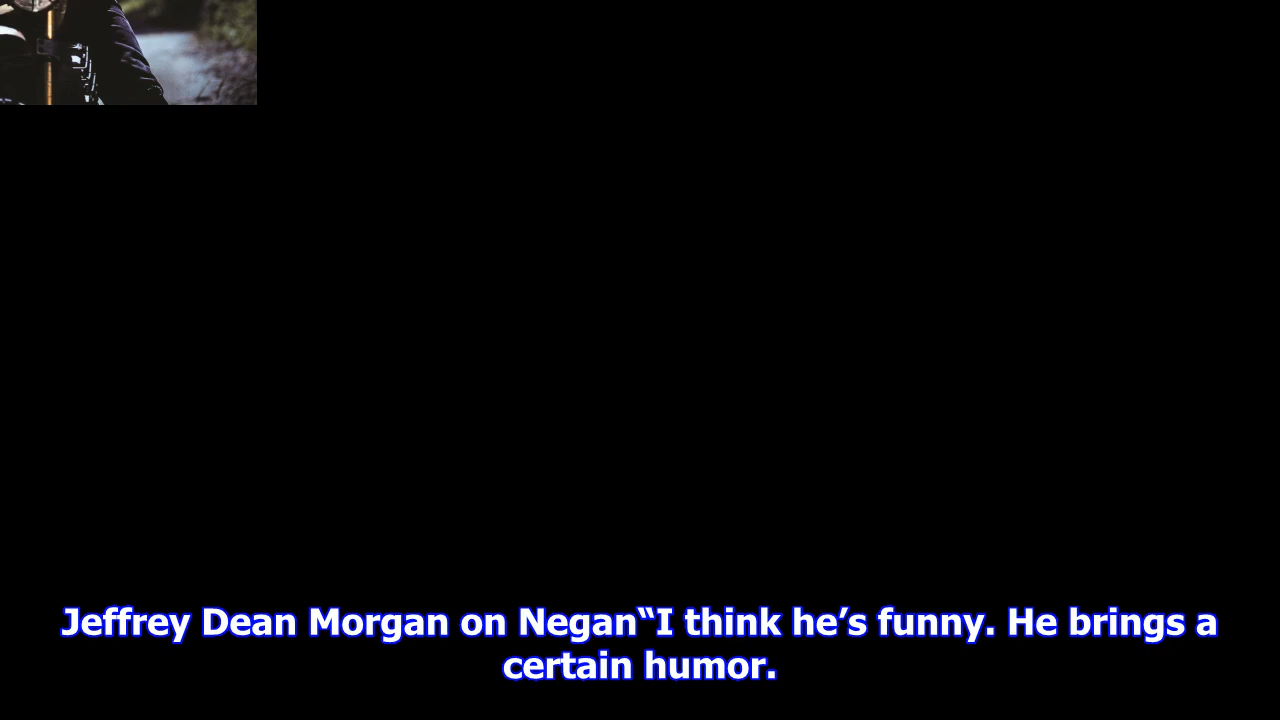 Jeffrey Dean Morgan on Negan“I think he’s funny. He brings a
certain humor.